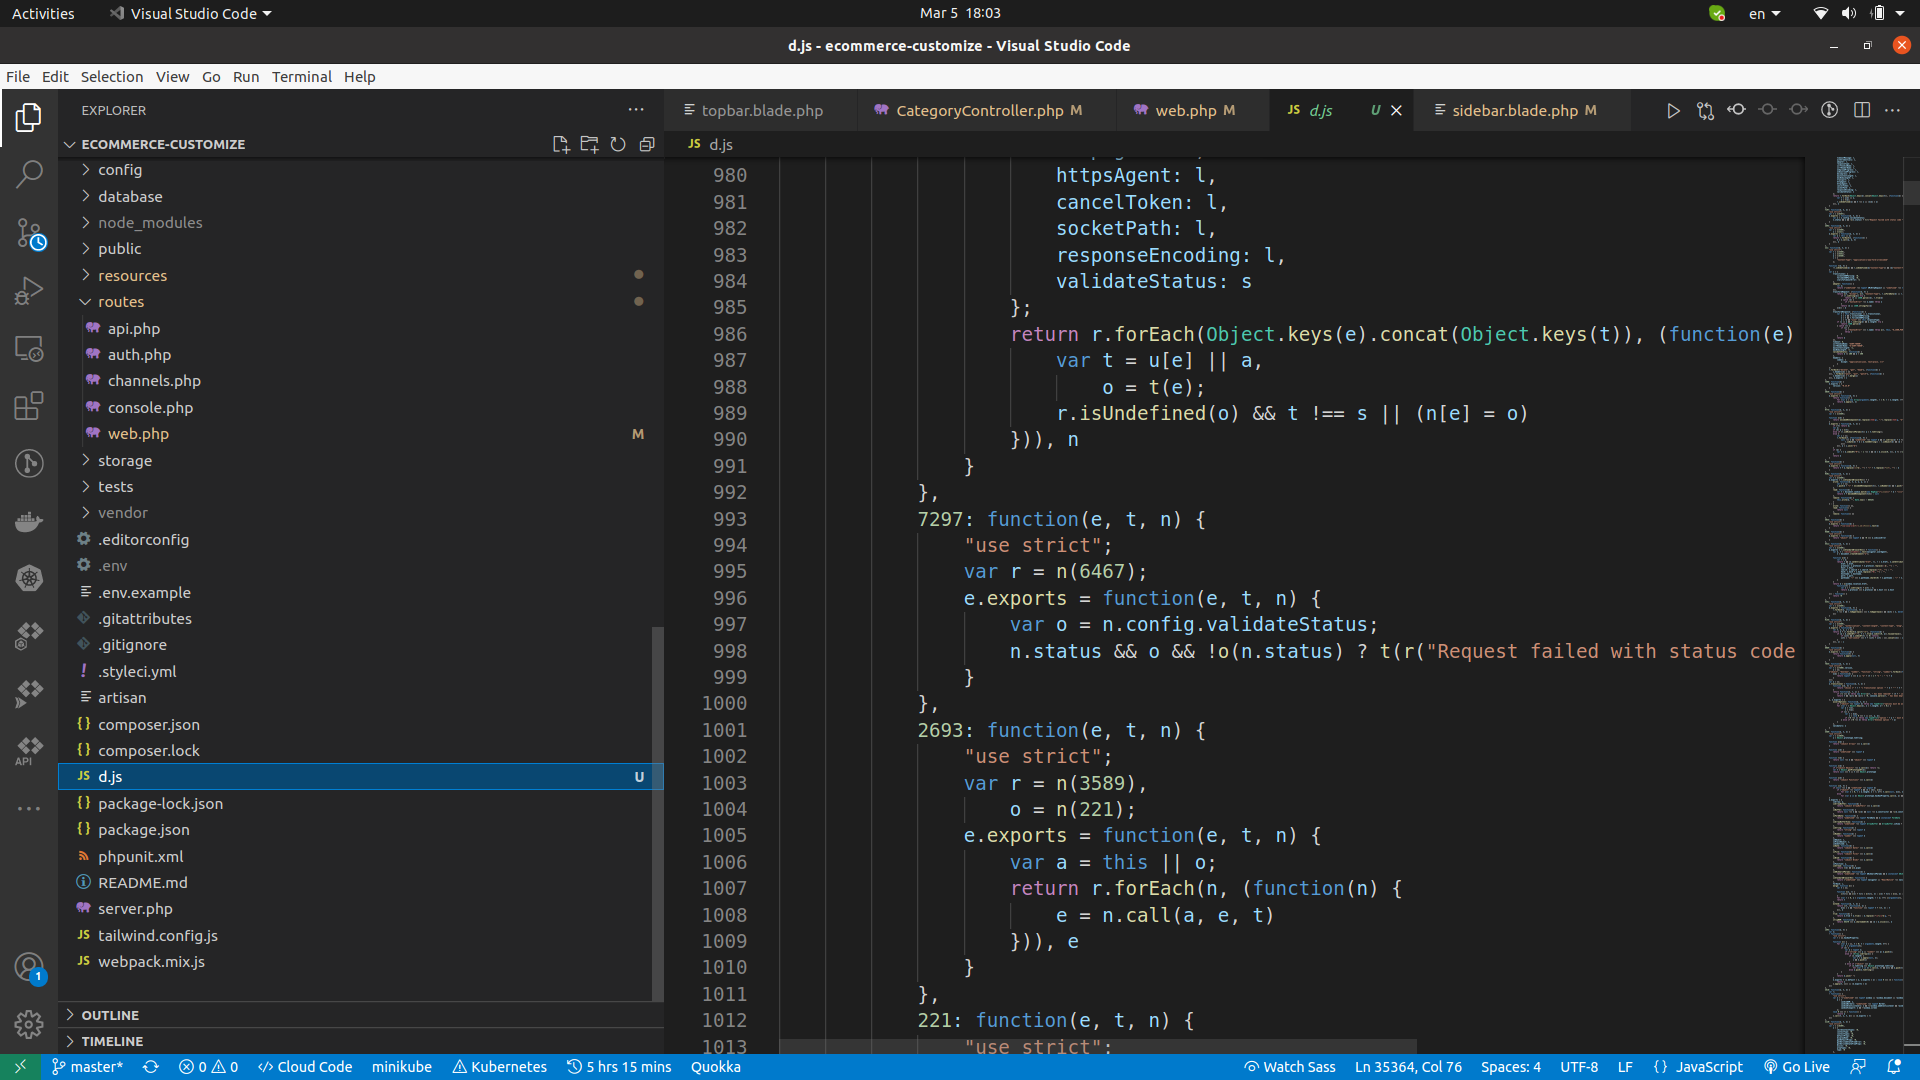 Activities
Visual Studio Code
Mar 5 18:03
en
d.js - ecommerce-customize - Visual Studio Code
File Edit Selection View Go Run Terminal Help
EXPLORER
topbar.blade.php
CategoryController.php M
web.php M
JS d.js U
sidebar.blade.php M
ECOMMERCE-CUSTOMIZE
JS d.js
config
database
node_modules
public
resources
routes
api.php
auth.php
channels.php
console.php
web.php M
storage
tests
vendor
.editorconfig
.env
.env.example
.gitattributes
.gitignore
! .styleci.yml
artisan
{} composer.json
{} composer.lock
JS d.js U
{} package-lock.json
{} package.json
phpunit.xml
README.md
server.php
JS tailwind.config.js
JS webpack.mix.js
OUTLINE
TIMELINE
API
1
980 httpsAgent: l,
981 cancelToken: l,
982 socketPath: l,
983 responseEncoding: l,
984 validateStatus: s
985 };
986 return r.forEach(Object.keys(e).concat(Object.keys(t)), (function(e)
987 var t = u[e] || a,
988 o = t(e);
989 r.isUndefined(o) && t !== s || (n[e] = o)
990 })), n
991 }
992 },
993 7297: function(e, t, n) {
994 "use strict";
995 var r = n(6467);
996 e.exports = function(e, t, n) {
997 var o = n.config.validateStatus;
998 n.status && o && !o(n.status) ? t(r("Request failed with status code
999 }
1000 },
1001 2693: function(e, t, n) {
1002 "use strict";
1003 var r = n(3589),
1004 o = n(221);
1005 e.exports = function(e, t, n) {
1006 var a = this || o;
1007 return r.forEach(n, (function(n) {
1008 e = n.call(a, e, t)
1009 })), e
1010 }
1011 },
1012 221: function(e, t, n) {
1013 "use strict";
master* 0 0 Cloud Code minikube Kubernetes 5 hrs 15 mins Quokka
Watch Sass Ln 35364, Col 76 Spaces: 4 UTF-8 LF {} JavaScript Go Live